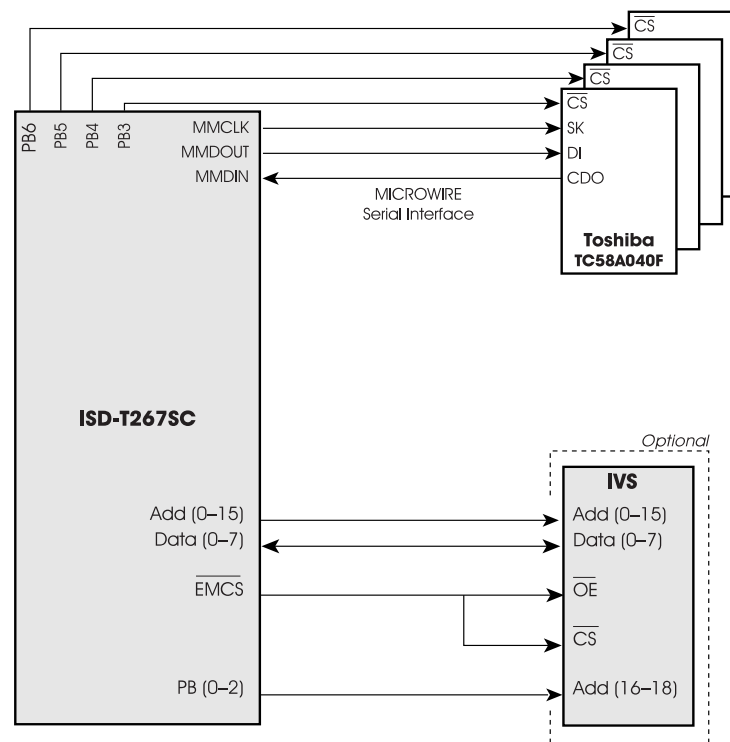 CS
CS
CS
CS
PB6
PB5
PB4
PB3
MMCLK
SK
MMDOUT
DI
MMDIN
CDO
MICROWIRE
Serial Interface
Toshiba
TC58A040F
ISD-T267SC
Optional
IVS
Add (0–15)
Add (0–15)
Data (0–7)
Data (0–7)
EMCS
OE
CS
PB (0–2)
Add (16–18)